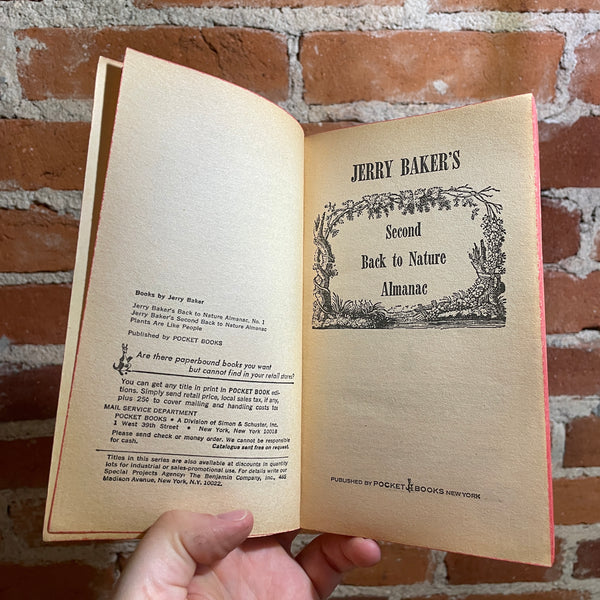 Books by Jerry Baker
Jerry Baker's Back to Nature Almanac, No. 1
Jerry Baker's Second Back to Nature Almanac
Plants Are Like People
Published by POCKET BOOKS
Are there paperbound books you want
but cannot find in your retail stores?
You can get any title in print in POCKET BOOK edi-
tions. Simply send retail price, local sales tax, if any,
plus 25¢ to cover mailing and handling costs to:
MAIL SERVICE DEPARTMENT
POCKET BOOKS • A Division of Simon & Schuster, Inc.
1 West 39th Street • New York, New York 10018
Please send check or money order. We cannot be responsible
for cash. Catalogue sent free on request.
Titles in this series are also available at discounts in quantity
lots for industrial or sales-promotional use. For details write our
Special Projects Agency: The Benjamin Company, Inc., 485
Madison Avenue, New York, N.Y. 10022.
JERRY BAKER'S
Second
Back to Nature
Almanac
PUBLISHED BY POCKET BOOKS NEW YORK